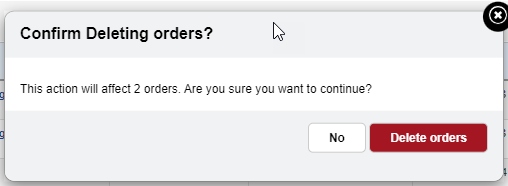 Confirm Deleting orders?
This action will affect 2 orders. Are you sure you want to continue?
No
Delete orders